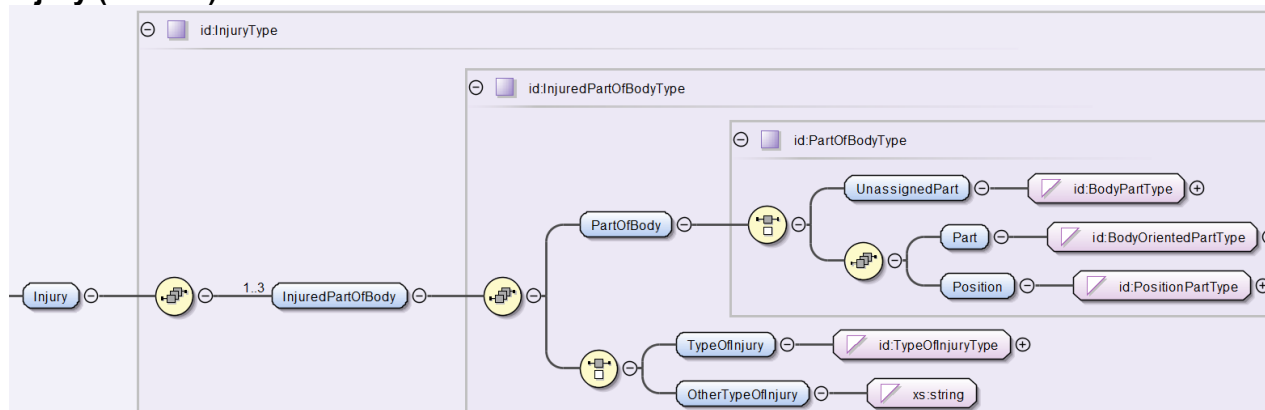 id:InjuryType
id:InjuredPartOfBodyType
id:PartOfBodyType
UnassignedPart
id:BodyPartType
PartOfBody
Part
id:BodyOrientedPartType
Injury
1..3
InjuredPartOfBody
Position
id:PositionPartType
TypeOfInjury
id:TypeOfInjuryType
OtherTypeOfInjury
xs:string